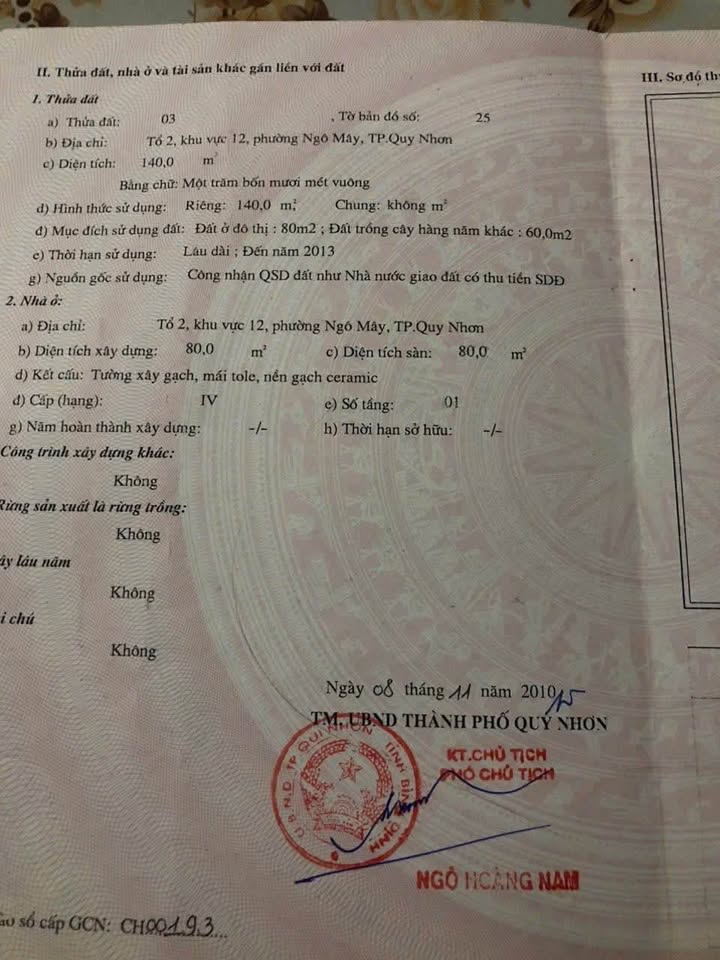 II. Thửa đất, nhà ở và tài sản khác gắn liền với đất
III. Sơ đồ th
1. Thửa đất
a) Thửa đất: 03 , Tờ bản đồ số: 25
b) Địa chỉ: Tổ 2, khu vực 12, phường Ngô Mây, TP.Quy Nhơn
c) Diện tích: 140,0 m²
Bằng chữ: Một trăm bốn mươi mét vuông
d) Hình thức sử dụng: Riêng: 140,0 m², Chung: không m²
đ) Mục đích sử dụng đất: Đất ở đô thị : 80m2 ; Đất trồng cây hàng năm khác : 60,0m2
e) Thời hạn sử dụng: Lâu dài ; Đến năm 2013
g) Nguồn gốc sử dụng: Công nhận QSD đất như Nhà nước giao đất có thu tiền SDĐ
2. Nhà ở:
a) Địa chỉ: Tổ 2, khu vực 12, phường Ngô Mây, TP.Quy Nhơn
b) Diện tích xây dựng: 80,0 m² c) Diện tích sàn: 80,0 m²
d) Kết cấu: Tường xây gạch, mái tole, nền gạch ceramic
đ) Cấp (hạng): IV e) Số tầng: 01
g) Năm hoàn thành xây dựng: -/- h) Thời hạn sở hữu: -/-
Công trình xây dựng khác:
Không
Rừng sản xuất là rừng trồng:
Không
ây lâu năm
Không
i chú
Không
Ngày 08 tháng 11 năm 2010
TM. UBND THÀNH PHỐ QUY NHƠN
KT.CHỦ TỊCH
PHÓ CHỦ TỊCH
U.B.N.D TP QUI NHƠN TỈNH BÌNH ĐỊNH
NGÔ HOÀNG NAM
ào sổ cấp GCN: CH00193